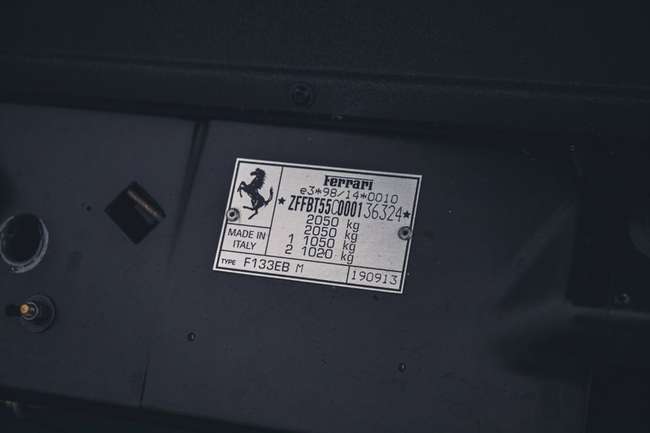 Ferrari
e3*98/14*0010
*ZFFBT55C000136324*
2050 kg
2050 kg
1 1050 kg
2 1020 kg
MADE IN
ITALY
TYPE F133EB M
190913